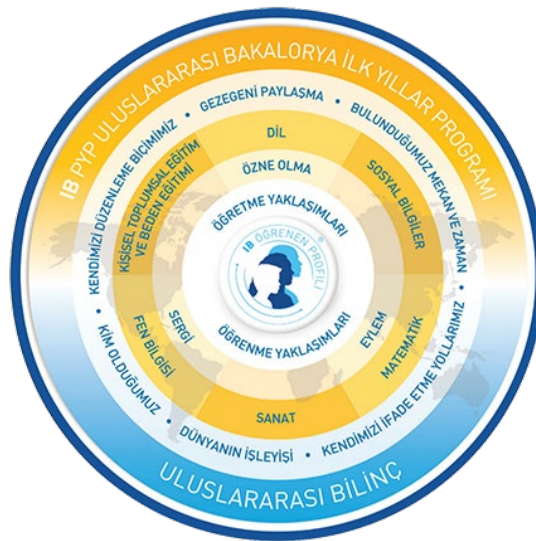 IB PYP ULUSLARARASI BAKALORYA İLK YILLAR PROGRAMI
KENDİMİZİ DÜZENLEME BİÇİMİMİZ • GEZEGENİ PAYLAŞMA • BULUNDUĞUMUZ MEKAN VE ZAMAN •
DİL
SOSYAL BİLGİLER
KİŞİSEL TOPLUMSAL EĞİTİM
VE BEDEN EĞİTİMİ
ÖZNE OLMA
ÖĞRETME YAKLAŞIMLARI
IB ÖĞRENEN PROFİLİ
ÖĞRENME YAKLAŞIMLARI
SERGİ
EYLEM
FEN BİLGİSİ
MATEMATİK
SANAT
• KİM OLDUĞUMUZ • DÜNYANIN İŞLEYİSİ • KENDİMİZİ İFADE ETME YOLLARIMIZ
ULUSLARARASI BİLİNÇ